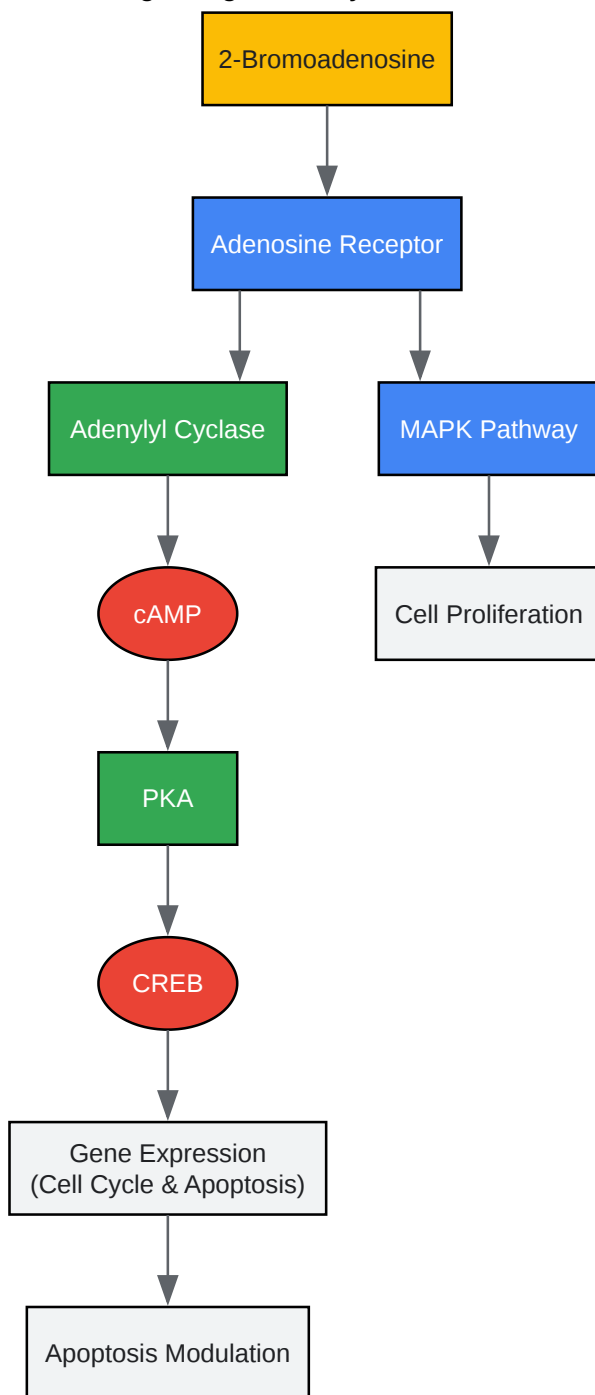 2-Bromoadenosine
Adenosine Receptor
Adenylyl Cyclase
MAPK Pathway
cAMP
Cell Proliferation
PKA
CREB
Gene Expression
(Cell Cycle & Apoptosis)
Apoptosis Modulation